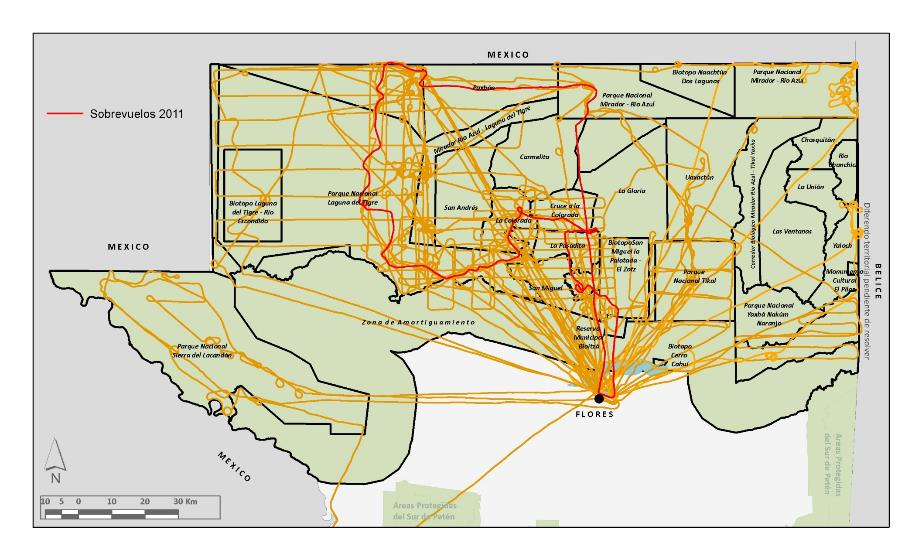 MEXICO
Sobrevuelos 2011
Biotopo Naachtún
Dos Lagunas
Parque Nacional
Mirador - Río Azul
Paxbán
Parque Nacional
Mirador - Río Azul
Mirador Río Azul - Laguna del Tigre
Carmelita
Chosquitán
Río
Chanchich
Corredor Biológico Mirador Río Azul - Tikal Yaxha
Uaxactún
La Gloria
La Unión
Parque Nacional
Laguna del Tigre
Biotopo Laguna
del Tigre - Río
Escondido
San Andrés
La Colorada
Cruce a la
Colorada
Las Ventanas
Yaloch
MEXICO
La Pasadita
Biotopo San
Miguel la
Palotada -
El Zotz
Parque
Nacional Tikal
Monumento
Cultural
El Pilar
BELICE
Diferendo territorial pendiente de resolver
San Miguel
Parque Nacional
Yaxhá Nakúm
Naranjo
Zona de Amortiguamiento
Reserva
Municipal
Bioitzá
Biotopo
Cerro
Cahuí
Parque Nacional
Sierra del Lacandón
FLORES
MEXICO
N
10 5 0 10 20 30 Km
Áreas Protegidas
del Sur de Petén
Áreas Protegidas
del Sur de Petén